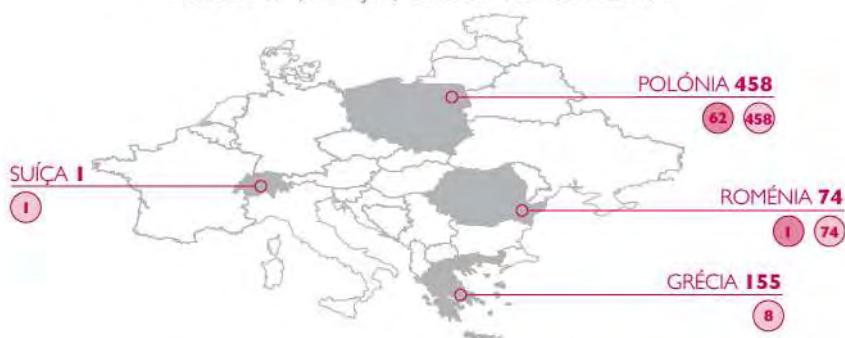 POLÓNIA 458
62 458
SUÍÇA 1
1
ROMÉNIA 74
1 74
GRÉCIA 155
8